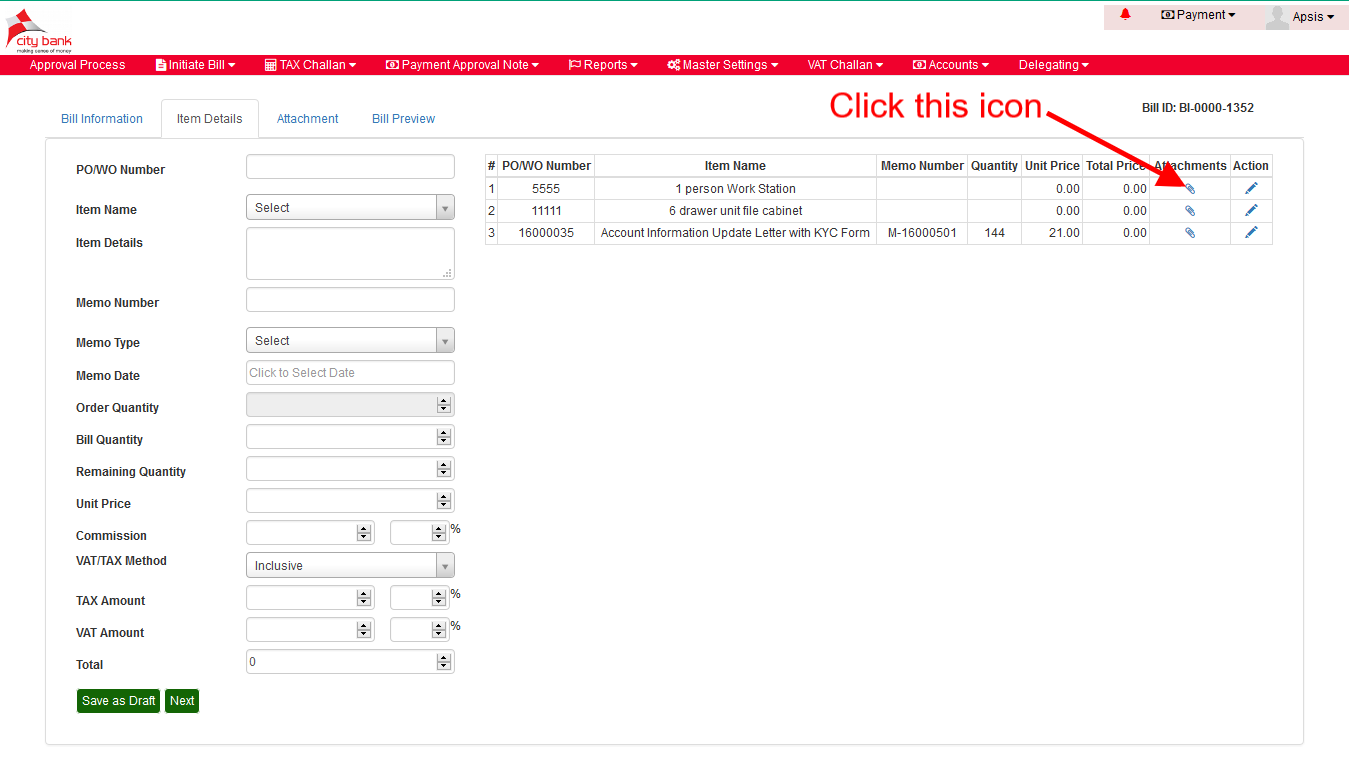 city bank
making sense of money
Payment
Apsis
Approval Process Initiate Bill TAX Challan Payment Approval Note Reports Master Settings VAT Challan Accounts Delegating
Click this icon
Bill ID: BI-0000-1352
Bill Information Item Details Attachment Bill Preview
PO/WO Number
Item Name Select
Item Details
Memo Number
Memo Type Select
Memo Date Click to Select Date
Order Quantity
Bill Quantity
Remaining Quantity
Unit Price
Commission %
VAT/TAX Method Inclusive
TAX Amount %
VAT Amount %
Total 0
Save as Draft Next
# PO/WO Number Item Name Memo Number Quantity Unit Price Total Price Attachments Action
1 5555 1 person Work Station 0.00 0.00
2 11111 6 drawer unit file cabinet 0.00 0.00
3 16000035 Account Information Update Letter with KYC Form M-16000501 144 21.00 0.00